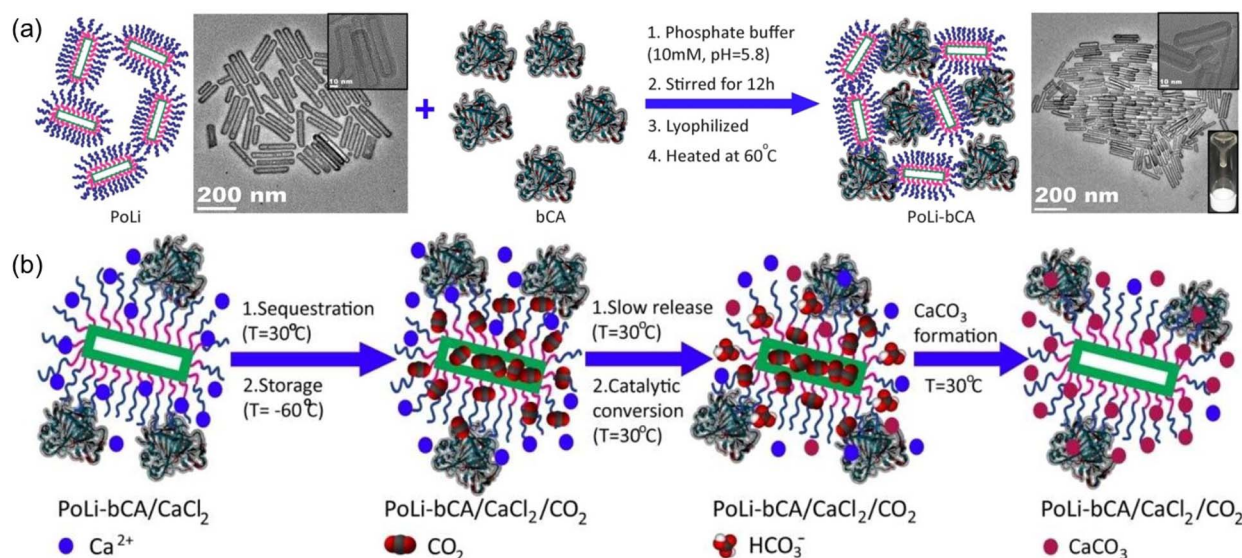 (a)
10 nm
200 nm
PoLi
+
bCA
1. Phosphate buffer
(10mM, pH=5.8)
2. Stirred for 12h
3. Lyophilized
4. Heated at 60°C
10 nm
200 nm
PoLi-bCA
(b)
1.Sequestration
(T=30°C)
2.Storage
(T= -60°C)
1.Slow release
(T=30°C)
2. Catalytic
conversion
(T=30°C)
CaCO₃
formation
T=30°C
PoLi-bCA/CaCl₂
PoLi-bCA/CaCl₂/CO₂
PoLi-bCA/CaCl₂/CO₂
PoLi-bCA/CaCl₂/CO₂
Ca²⁺
CO₂
HCO₃⁻
CaCO₃